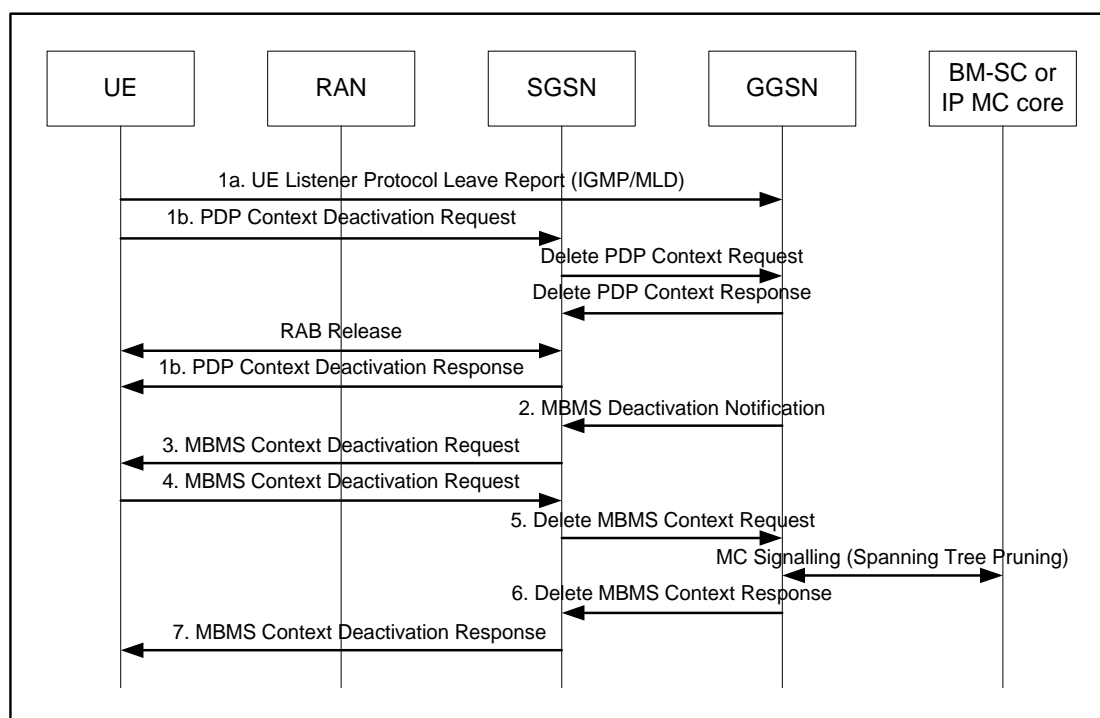 UE
RAN
SGSN
GGSN
BM-SC or
IP MC core
1a. UE Listener Protocol Leave Report (IGMP/MLD)
1b. PDP Context Deactivation Request
Delete PDP Context Request
Delete PDP Context Response
RAB Release
1b. PDP Context Deactivation Response
2. MBMS Deactivation Notification
3. MBMS Context Deactivation Request
4. MBMS Context Deactivation Request
5. Delete MBMS Context Request
MC Signalling (Spanning Tree Pruning)
6. Delete MBMS Context Response
7. MBMS Context Deactivation Response